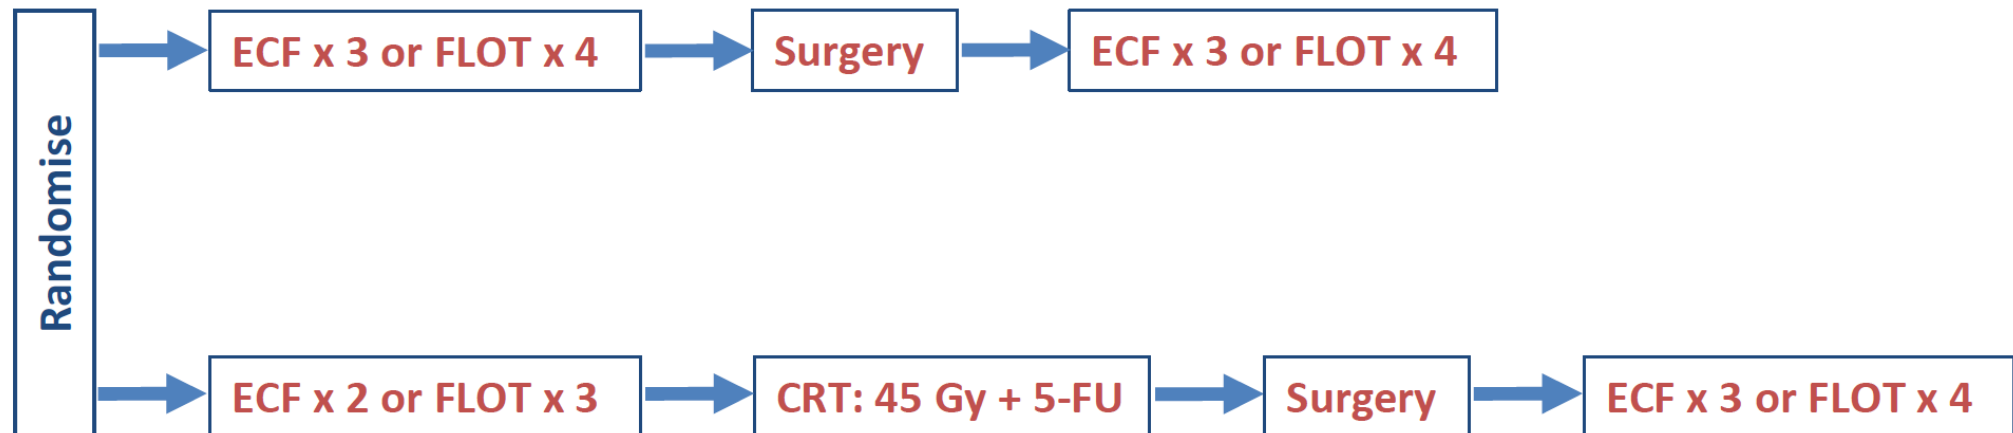 Randomise
ECF x 3 or FLOT x 4
Surgery
ECF x 3 or FLOT x 4
ECF x 2 or FLOT x 3
CRT: 45 Gy + 5-FU
Surgery
ECF x 3 or FLOT x 4